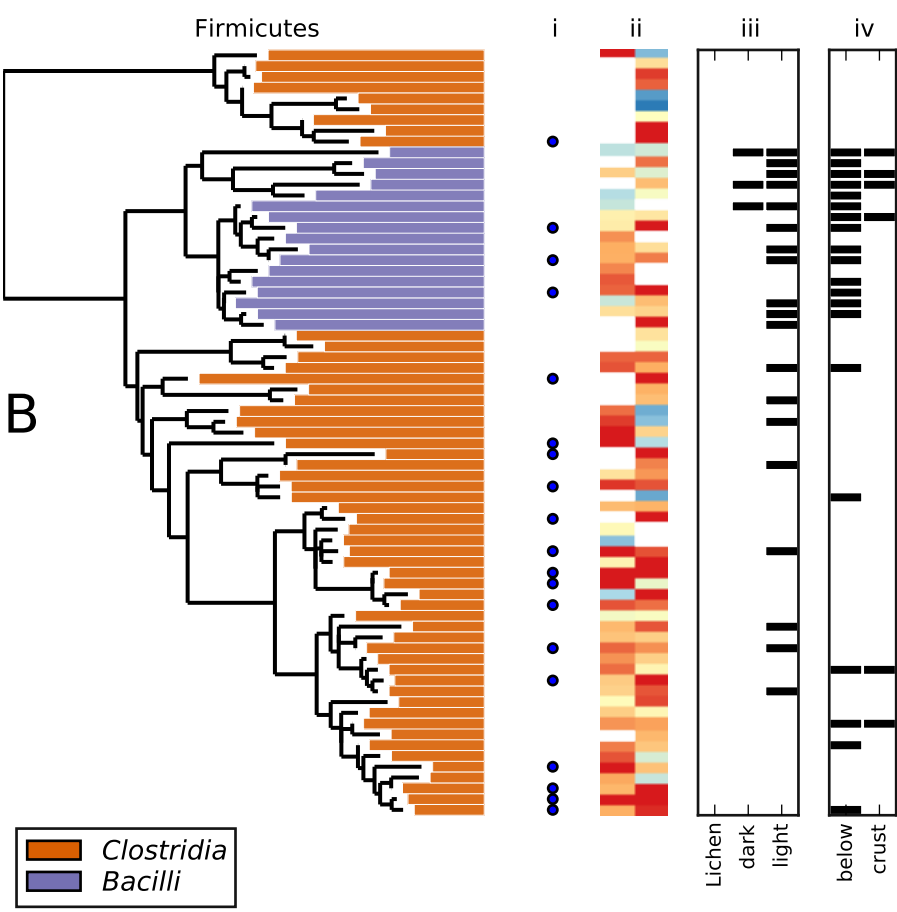 Firmicutes i ii iii iv
B
Lichen
dark
light
below
crust
Clostridia
Bacilli